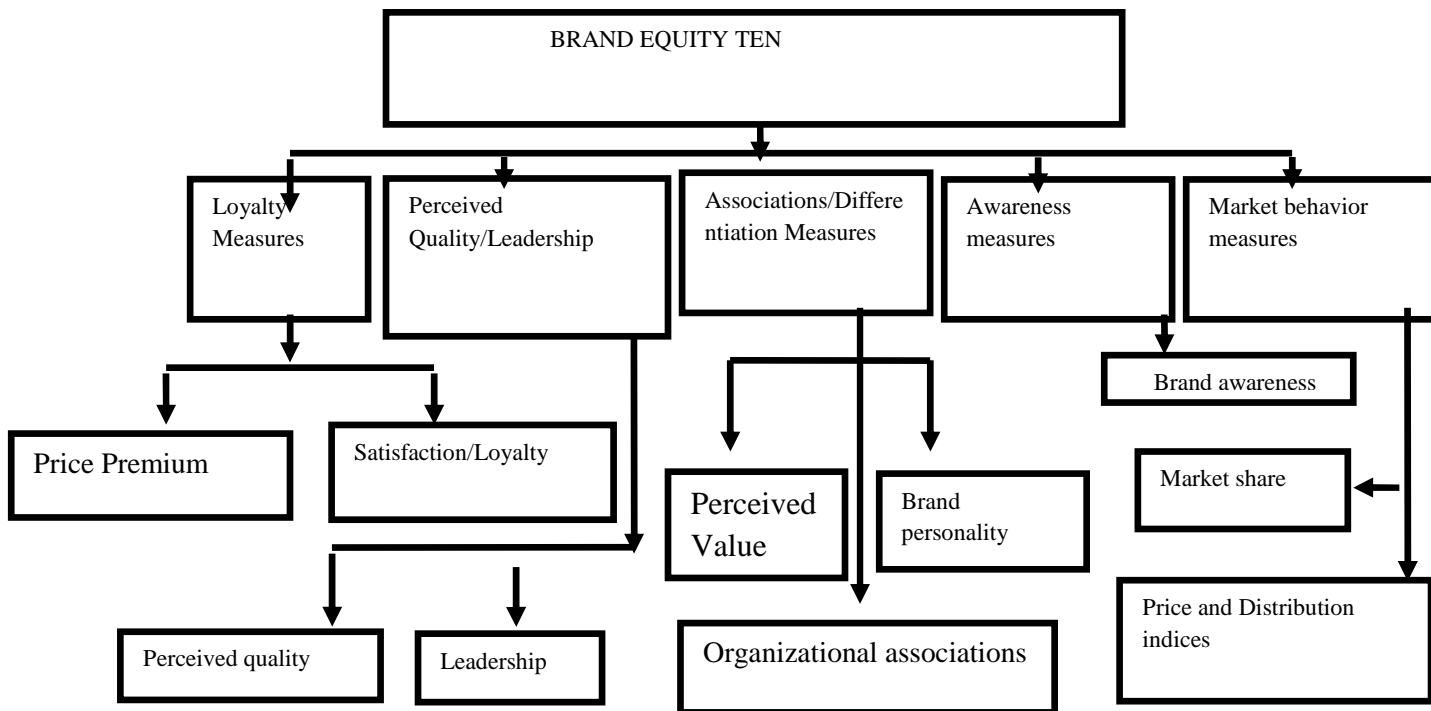 BRAND EQUITY TEN
Loyalty
Measures
Perceived
Quality/Leadership
Associations/Differe
ntiation Measures
Awareness
measures
Market behavior
measures
Brand awareness
Price Premium
Satisfaction/Loyalty
Perceived
Value
Brand
personality
Market share
Perceived quality
Leadership
Organizational associations
Price and Distribution
indices